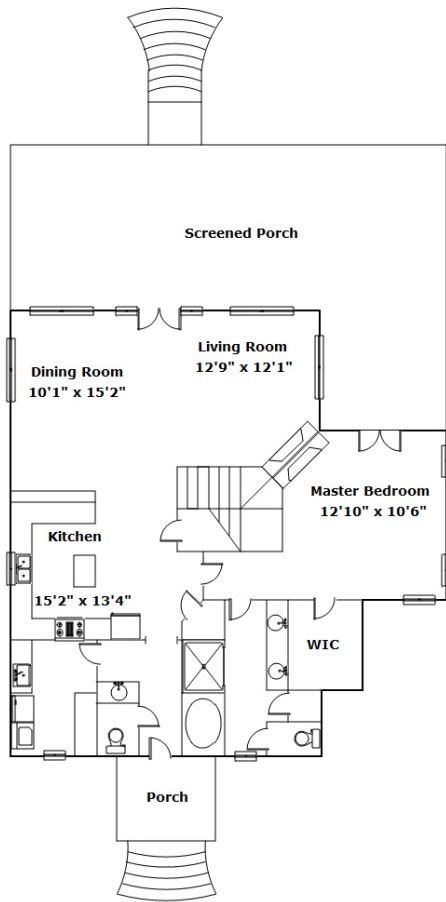 Screened Porch
Living Room
12'9" x 12'1"
Dining Room
10'1" x 15'2"
Master Bedroom
12'10" x 10'6"
Kitchen
15'2" x 13'4"
WIC
Porch